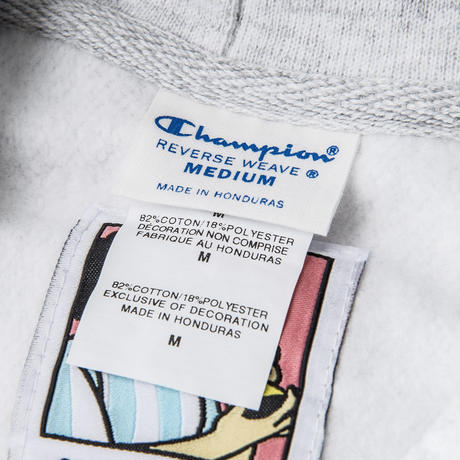 Champion®
REVERSE WEAVE®
MEDIUM
MADE IN HONDURAS
M
82%COTON/18%POLYESTER
DÉCORATION NON COMPRISE
FABRIQUE AU HONDURAS
M
82%COTTON/18%POLYESTER
EXCLUSIVE OF DECORATION
MADE IN HONDURAS
M